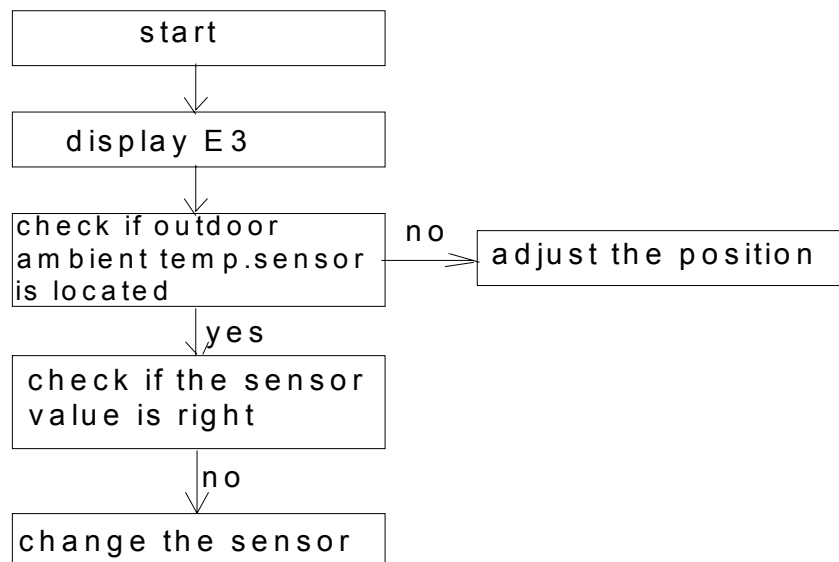 start
display E3
check if outdoor
ambient temp.sensor
is located
no
adjust the position
yes
check if the sensor
value is right
no
change the sensor